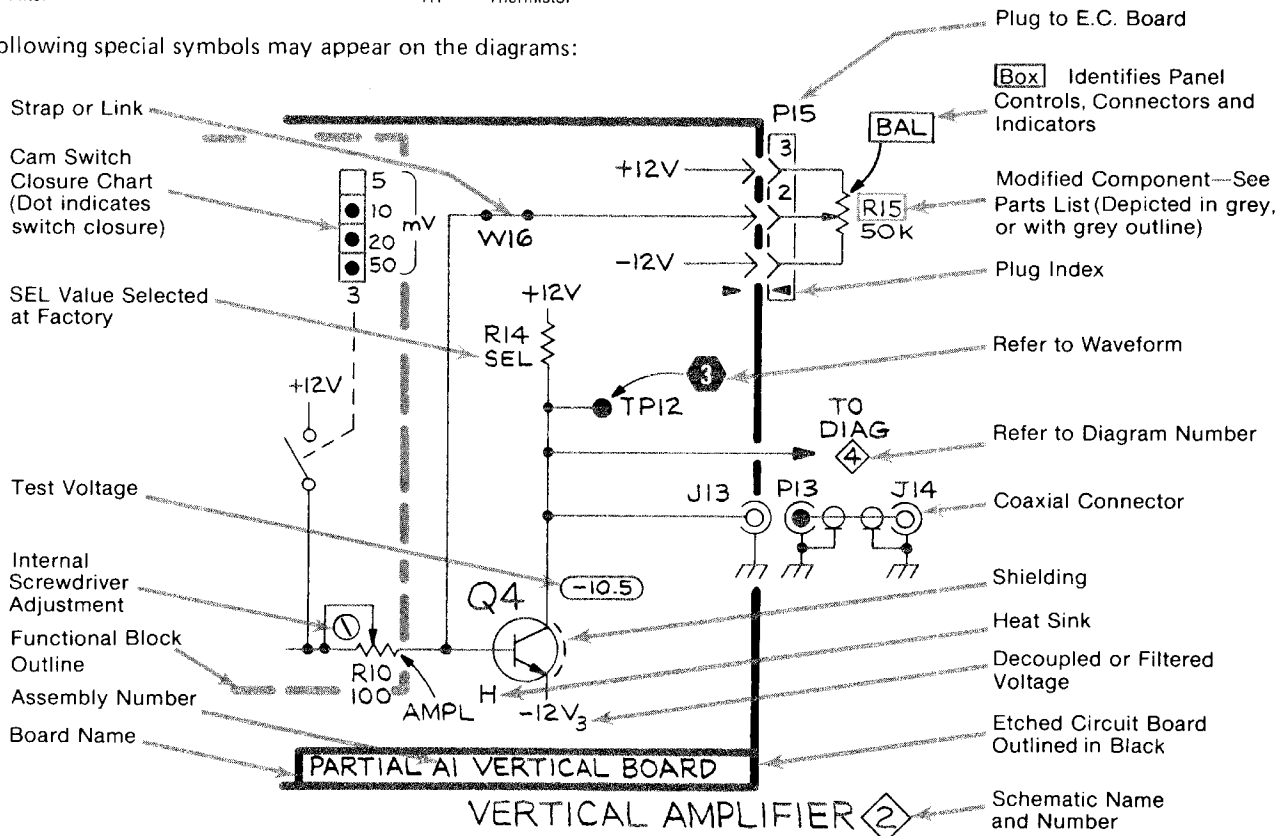 Thermistor
ollowing special symbols may appear on the diagrams:
Plug to E.C. Board
Strap or Link
P15
BAL
Box Identifies Panel
Controls, Connectors and
Indicators
Cam Switch
Closure Chart
(Dot indicates
switch closure)
5
10
20
50
mV
3
+12V
3
2
W16
-12V
R15
50K
Modified Component—See
Parts List (Depicted in grey,
or with grey outline)
Plug Index
SEL Value Selected
at Factory
+12V
R14
SEL
3
Refer to Waveform
+12V
TP12
TO
DIAG
4
Refer to Diagram Number
Test Voltage
J13
P13
J14
Coaxial Connector
Internal
Screwdriver
Adjustment
-10.5
Q4
Shielding
Functional Block
Outline
R10
100
AMPL
H
-12V3
Heat Sink
Decoupled or Filtered
Voltage
Assembly Number
Board Name
PARTIAL A1 VERTICAL BOARD
Etched Circuit Board
Outlined in Black
VERTICAL AMPLIFIER 2
Schematic Name
and Number